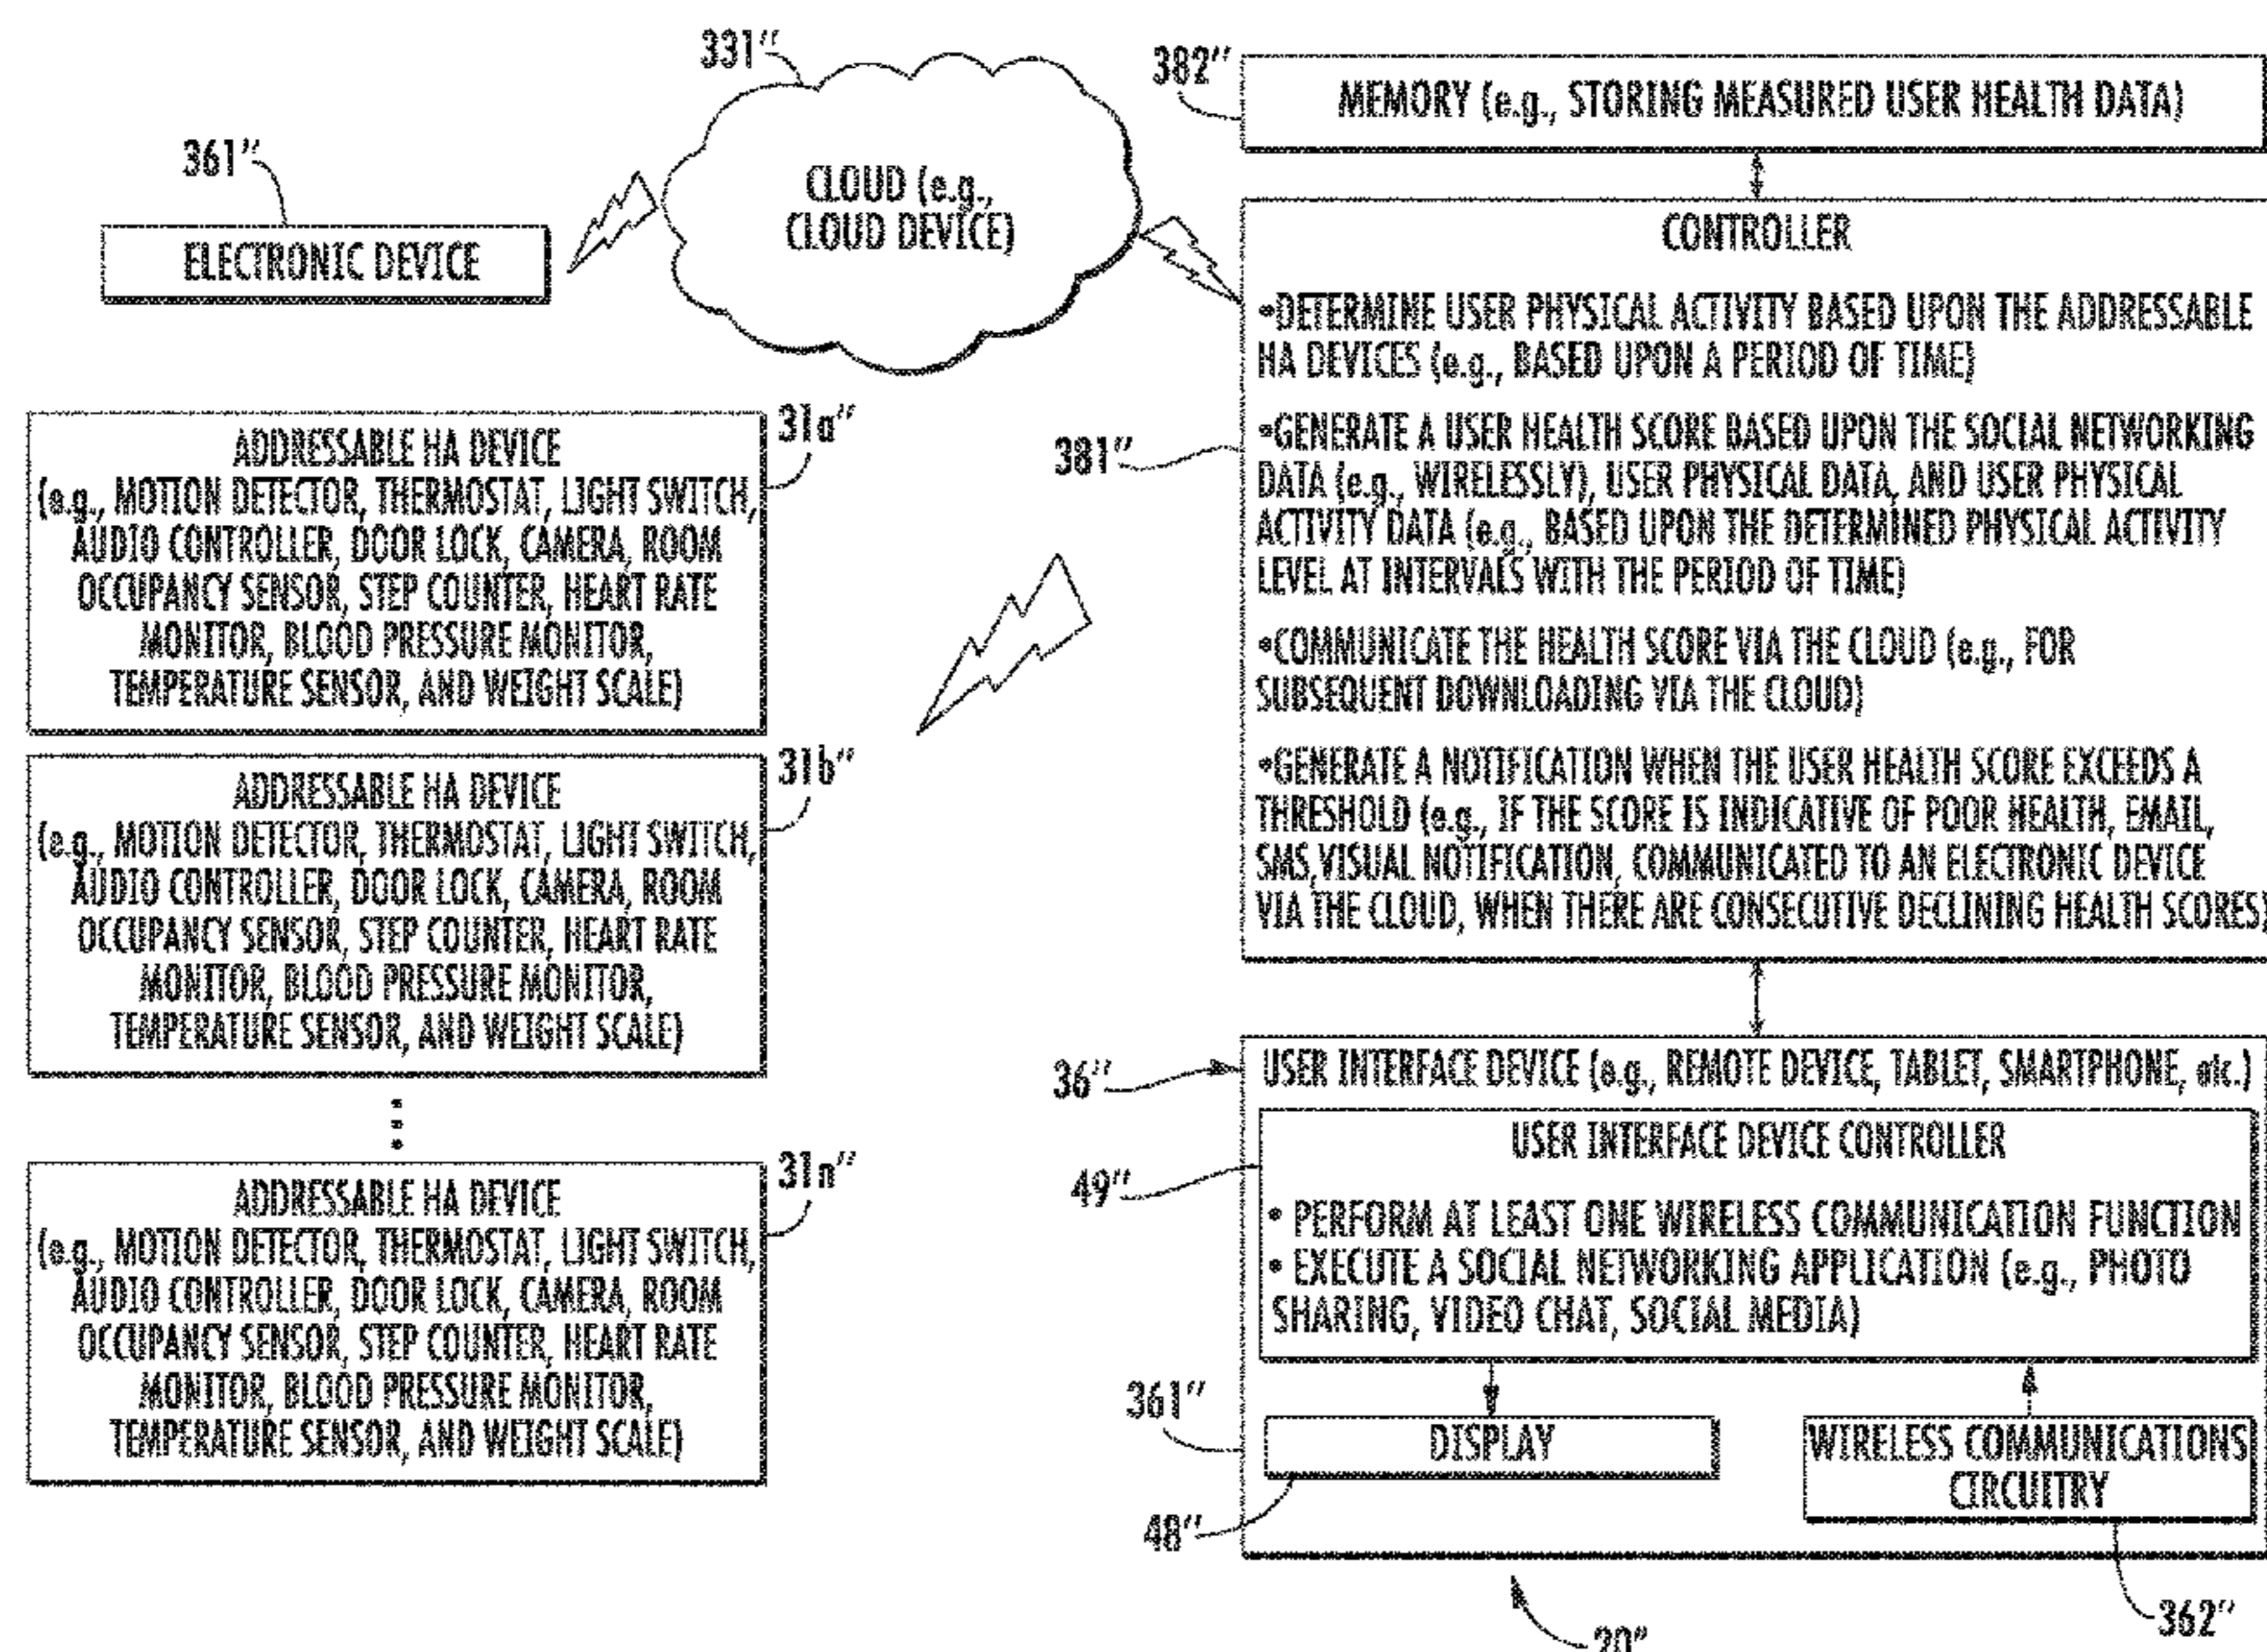 331"
382"
MEMORY (e.g., STORING MEASURED USER HEALTH DATA)
361"
CLOUD (e.g.,
CLOUD DEVICE)
ELECTRONIC DEVICE
CONTROLLER
•DETERMINE USER PHYSICAL ACTIVITY BASED UPON THE ADDRESSABLE
HA DEVICES (e.g., BASED UPON A PERIOD OF TIME)
381"
•GENERATE A USER HEALTH SCORE BASED UPON THE SOCIAL NETWORKING
DATA (e.g., WIRELESSLY), USER PHYSICAL DATA, AND USER PHYSICAL
ACTIVITY DATA (e.g., BASED UPON THE DETERMINED PHYSICAL ACTIVITY
LEVEL AT INTERVALS WITH THE PERIOD OF TIME)
•COMMUNICATE THE HEALTH SCORE VIA THE CLOUD (e.g., FOR
SUBSEQUENT DOWNLOADING VIA THE CLOUD)
•GENERATE A NOTIFICATION WHEN THE USER HEALTH SCORE EXCEEDS A
THRESHOLD (e.g., IF THE SCORE IS INDICATIVE OF POOR HEALTH, EMAIL,
SMS,VISUAL NOTIFICATION, COMMUNICATED TO AN ELECTRONIC DEVICE
VIA THE CLOUD, WHEN THERE ARE CONSECUTIVE DECLINING HEALTH SCORES)
31a"
ADDRESSABLE HA DEVICE
(e.g., MOTION DETECTOR, THERMOSTAT, LIGHT SWITCH,
AUDIO CONTROLLER, DOOR LOCK, CAMERA, ROOM
OCCUPANCY SENSOR, STEP COUNTER, HEART RATE
MONITOR, BLOOD PRESSURE MONITOR,
TEMPERATURE SENSOR, AND WEIGHT SCALE)
31b"
ADDRESSABLE HA DEVICE
(e.g., MOTION DETECTOR, THERMOSTAT, LIGHT SWITCH,
AUDIO CONTROLLER, DOOR LOCK, CAMERA, ROOM
OCCUPANCY SENSOR, STEP COUNTER, HEART RATE
MONITOR, BLOOD PRESSURE MONITOR,
TEMPERATURE SENSOR, AND WEIGHT SCALE)
31n"
ADDRESSABLE HA DEVICE
(e.g., MOTION DETECTOR, THERMOSTAT, LIGHT SWITCH,
AUDIO CONTROLLER, DOOR LOCK, CAMERA, ROOM
OCCUPANCY SENSOR, STEP COUNTER, HEART RATE
MONITOR, BLOOD PRESSURE MONITOR,
TEMPERATURE SENSOR, AND WEIGHT SCALE)
36"
USER INTERFACE DEVICE (e.g., REMOTE DEVICE, TABLET, SMARTPHONE, etc.)
49"
USER INTERFACE DEVICE CONTROLLER
• PERFORM AT LEAST ONE WIRELESS COMMUNICATION FUNCTION
• EXECUTE A SOCIAL NETWORKING APPLICATION (e.g., PHOTO
SHARING, VIDEO CHAT, SOCIAL MEDIA)
361"
DISPLAY
WIRELESS COMMUNICATIONS
CIRCUITRY
48"
362"
20"